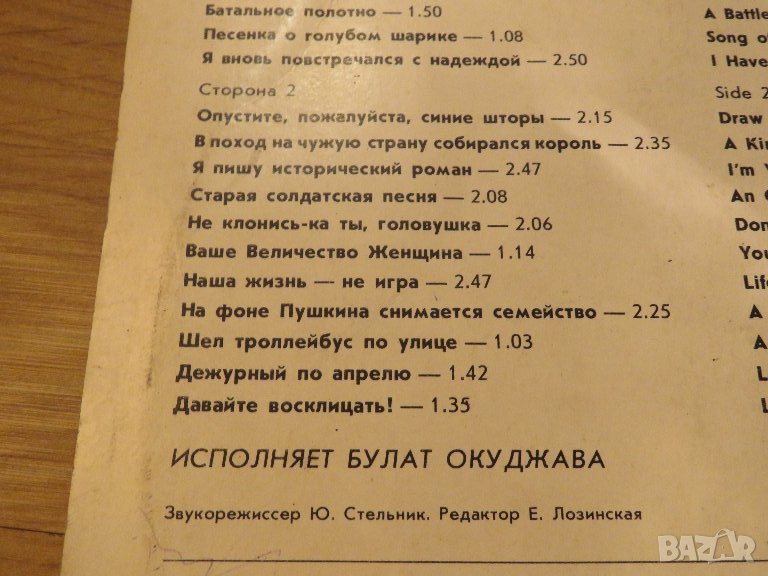 Батальное полотно — 1.50
Песенка о голубом шарике — 1.08
Я вновь повстречался с надеждой — 2.50
Сторона 2
Опустите, пожалуйста, синие шторы — 2.15
В поход на чужую страну собирался король — 2.35
Я пишу исторический роман — 2.47
Старая солдатская песня — 2.08
Не клонись-ка ты, головушка — 2.06
Ваше Величество Женщина — 1.14
Наша жизнь — не игра — 2.47
На фоне Пушкина снимается семейство — 2.25
Шел троллейбус по улице — 1.03
Дежурный по апрелю — 1.42
Давайте восклицать! — 1.35
ИСПОЛНЯЕТ БУЛАТ ОКУДЖАВА
Звукорежиссер Ю. Стельник. Редактор Е. Лозинская
A Battle
Song o
I Have
Side 2
Draw
A Ki
I'm
An
Don
You
Life
A
A
L
L
BAZAR.bg